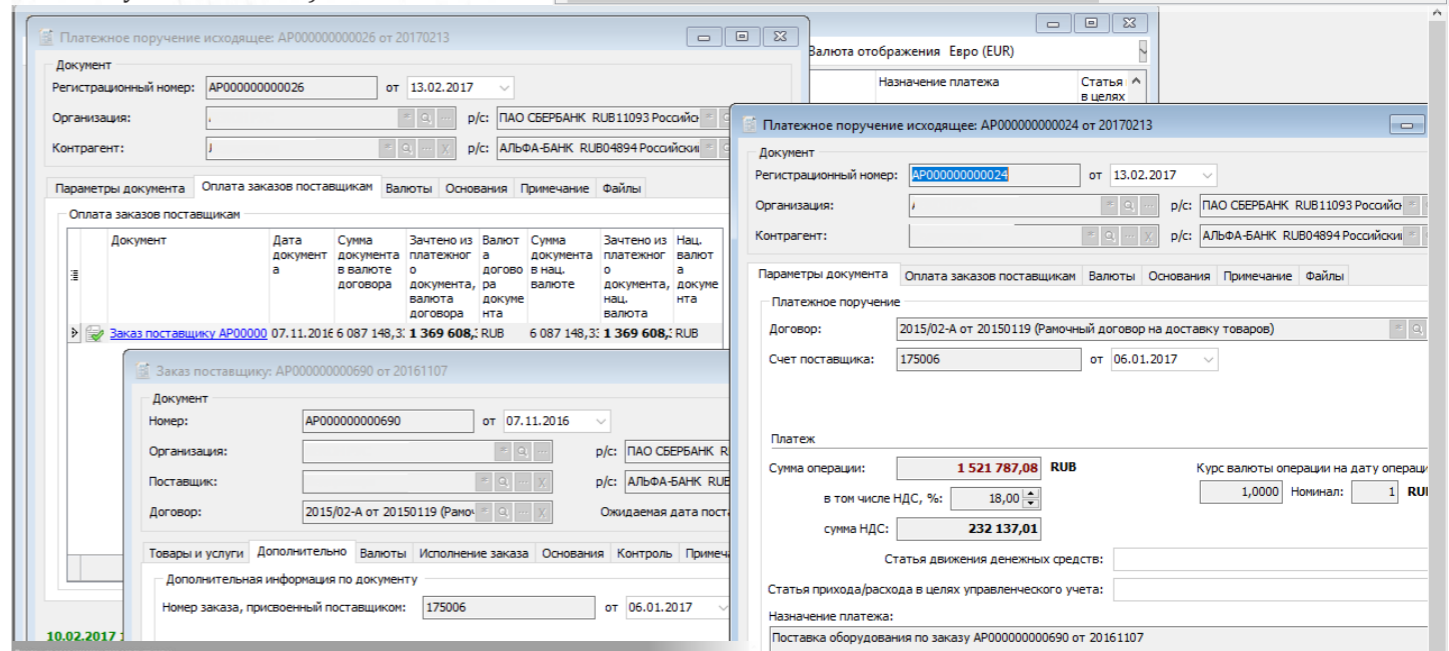 Платежное поручение исходящее: АР000000000026 от 20170213
Документ
Регистрационный номер: АР000000000026 от 13.02.2017
Организация: р/с: ПАО СБЕРБАНК RUB11093
Контрагент: р/с: АЛЬФА-БАНК RUB04894
Параметры документа Оплата заказов поставщикам Валюты Основания Примечание Файлы
Оплата заказов поставщикам
Документ
Дата документа
Сумма документа в валюте договора
Зачтено из платежного документа, валюта договора
Валюта договора документа
Сумма документа в нац. валюте
Зачтено из платежного документа, нац. валюта
Нац. валюта документа
Заказ поставщику АР00000 07.11.2016 6 087 148,3 1 369 608, RUB 6 087 148,3 1 369 608, RUB
Заказ поставщику: АР000000000690 от 20161107
Документ
Номер: АР000000000690 от 07.11.2016
Организация: р/с: ПАО СБЕРБАНК
Поставщик: р/с: АЛЬФА-БАНК RUB
Договор: 2015/02-А от 20150119 Ожидаемая дата
Товары и услуги Дополнительно Валюты Исполнение заказа Основания Контроль
Дополнительная информация по документу
Номер заказа, присвоенный поставщиком: 175006 от 06.01.2017
10.02.2017
Валюта отображения Евро (EUR)
Назначение платежа
Статья
в целях
Платежное поручение исходящее: АР000000000024 от 20170213
Документ
Регистрационный номер: АР000000000024 от 13.02.2017
Организация: р/с: ПАО СБЕРБАНК RUB11093
Контрагент: р/с: АЛЬФА-БАНК RUB04894
Параметры документа Оплата заказов поставщикам Валюты Основания Примечание Файлы
Платежное поручение
Договор: 2015/02-А от 20150119 (Рамочный договор на доставку товаров)
Счет поставщика: 175006 от 06.01.2017
Платеж
Сумма операции: 1 521 787,08 RUB Курс валюты операции на дату
в том числе НДС, %: 18,00 1,0000 Номинал: 1
сумма НДС: 232 137,01
Статья движения денежных средств:
Статья прихода/расхода в целях управленческого учета:
Назначение платежа:
Поставка оборудования по заказу АР000000000690 от 20161107